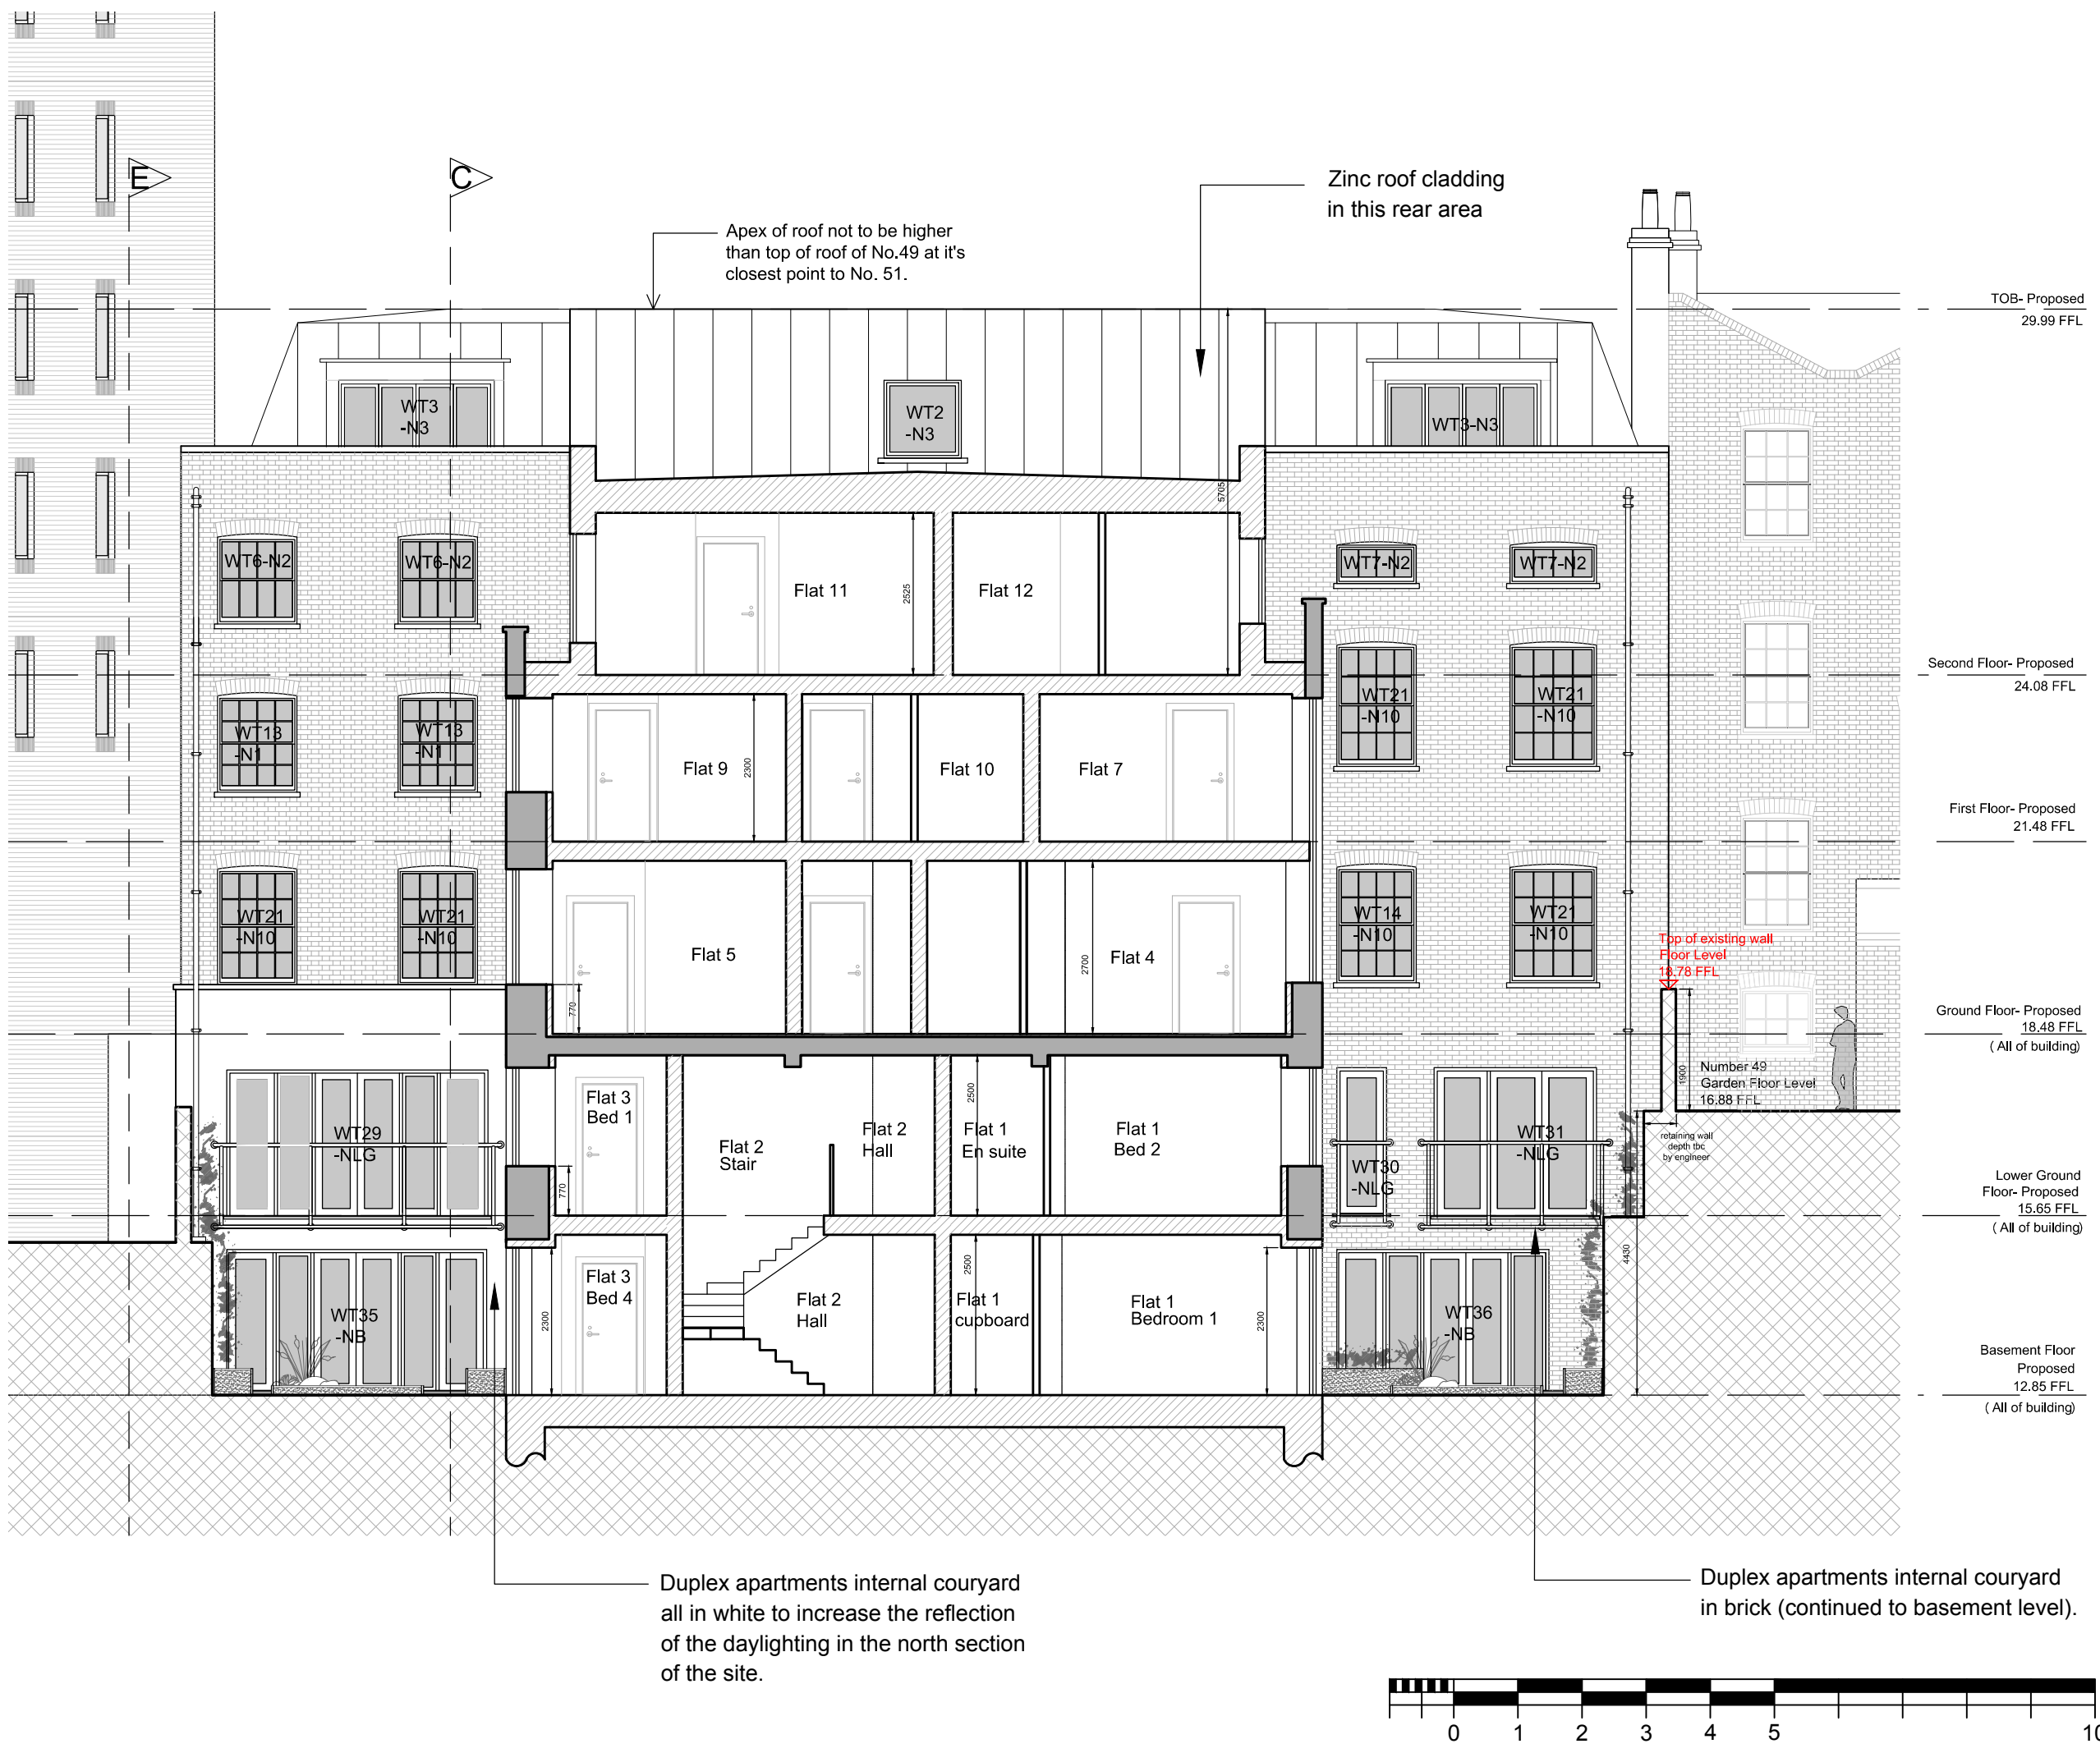 E
C
Zinc roof cladding
in this rear area
Apex of roof not to be higher
than top of roof of No.49 at it's
closest point to No. 51.
TOB- Proposed
29.99 FFL
WT3
-N3
WT2
-N3
WT3-N3
5705
WT6-N2
WT6-N2
Flat 11
2525
Flat 12
WT7-N2
WT7-N2
Second Floor- Proposed
24.08 FFL
WT13
-N1
WT13
-N1
Flat 9
2300
Flat 10
Flat 7
WT21
-N10
WT21
-N10
First Floor- Proposed
21.48 FFL
WT21
-N10
WT21
-N10
770
Flat 5
2700
Flat 4
WT14
-N10
WT21
-N10
Top of existing wall
Floor Level
18.78 FFL
Ground Floor- Proposed
18.48 FFL
( All of building)
1900
Number 49
Garden Floor Level
16.88 FFL
retaining wall
depth tbc
by engineer
WT29
-NLG
770
Flat 3
Bed 1
Flat 2
Stair
Flat 2
Hall
2500
Flat 1
En suite
Flat 1
Bed 2
WT30
-NLG
WT31
-NLG
Lower Ground
Floor- Proposed
15.65 FFL
( All of building)
4430
WT35
-NB
2300
Flat 3
Bed 4
Flat 2
Hall
2500
Flat 1
cupboard
Flat 1
Bedroom 1
2300
WT36
-NB
Basement Floor
Proposed
12.85 FFL
( All of building)
Duplex apartments internal couryard
all in white to increase the reflection
of the daylighting in the north section
of the site.
Duplex apartments internal couryard
in brick (continued to basement level).
0 1 2 3 4 5 10